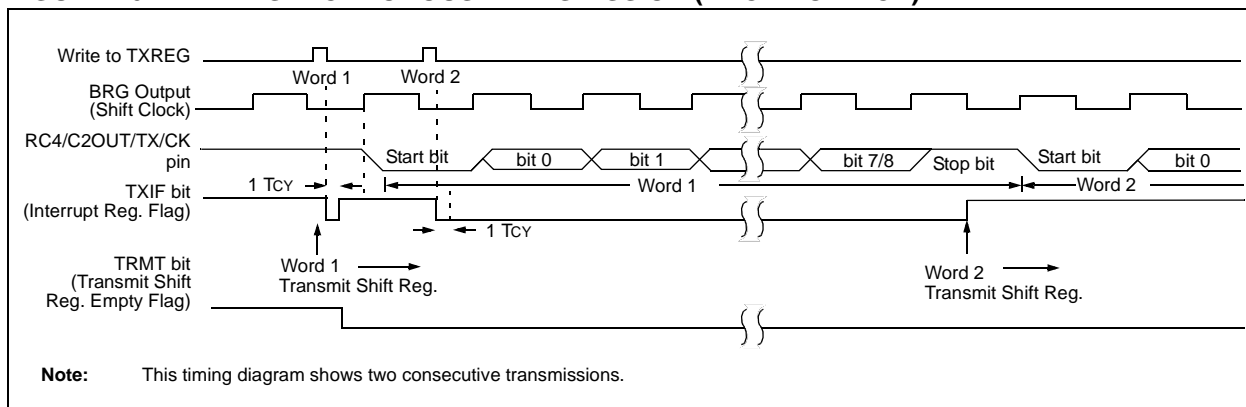 Write to TXREG
Word 1 Word 2
BRG Output
(Shift Clock)
RC4/C2OUT/TX/CK
pin
Start bit bit 0 bit 1 bit 7/8 Stop bit Start bit bit 0
1 TCY Word 1 Word 2
TXIF bit
(Interrupt Reg. Flag)
1 TCY
Word 1
Transmit Shift Reg.
Word 2
Transmit Shift Reg.
TRMT bit
(Transmit Shift
Reg. Empty Flag)
Note: This timing diagram shows two consecutive transmissions.